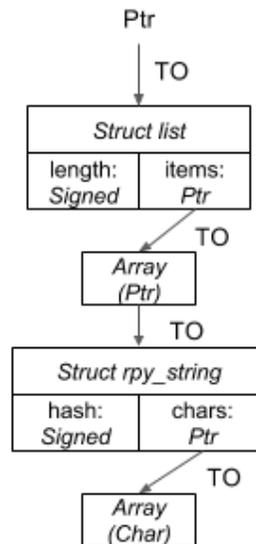 Ptr
TO
Struct list
length: items:
Signed Ptr
TO
Array
(Ptr)
TO
Struct rpy_string
hash: chars:
Signed Ptr
TO
Array
(Char)